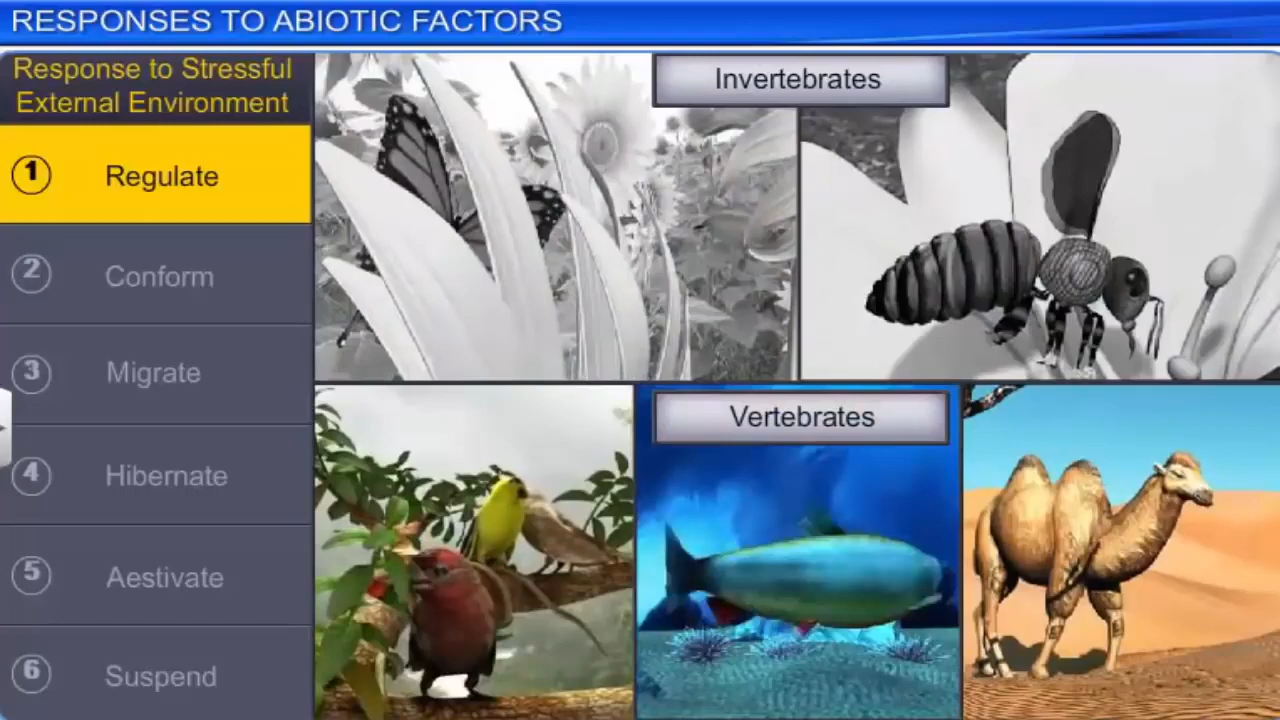 RESPONSES TO ABIOTIC FACTORS
Response to Stressful
External Environment
1 Regulate
2 Conform
3 Migrate
4 Hibernate
5 Aestivate
6 Suspend
Invertebrates
Vertebrates